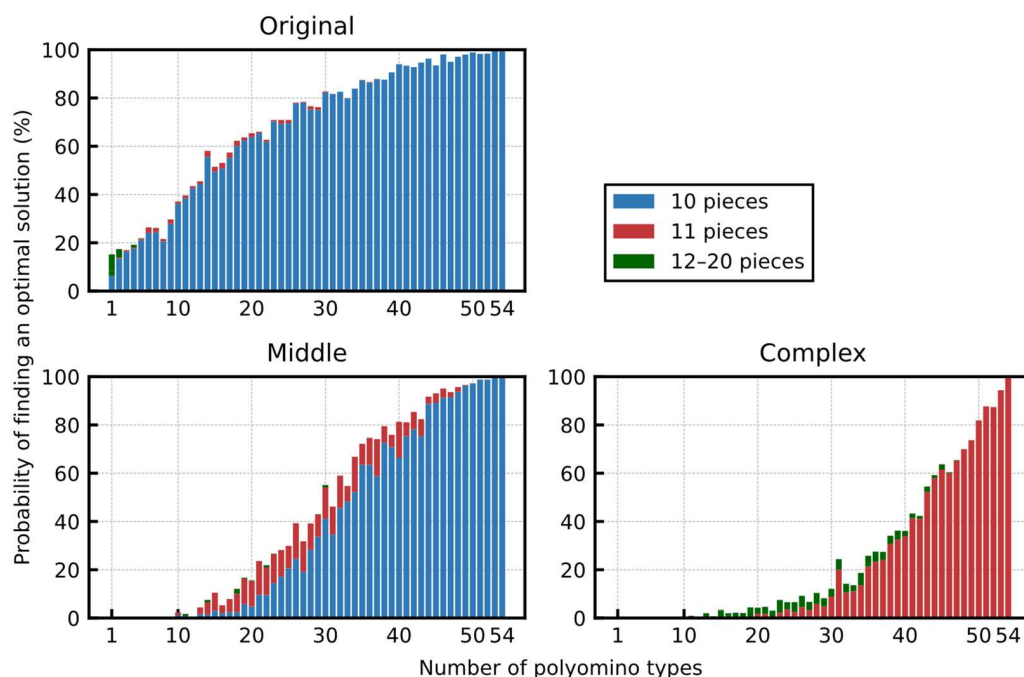 Original
Probability of finding an optimal solution (%)
100
80
60
40
20
0
1 10 20 30 40 50 54
10 pieces
11 pieces
12–20 pieces
Middle
100
80
60
40
20
0
1 10 20 30 40 50 54
Complex
100
80
60
40
20
0
1 10 20 30 40 50 54
Number of polyomino types